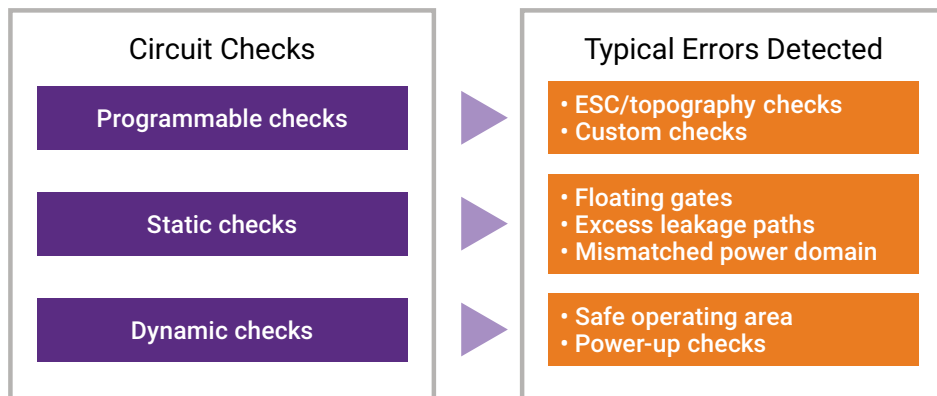 Circuit Checks
Programmable checks
Static checks
Dynamic checks
Typical Errors Detected
• ESC/topography checks
• Custom checks
• Floating gates
• Excess leakage paths
• Mismatched power domain
• Safe operating area
• Power-up checks